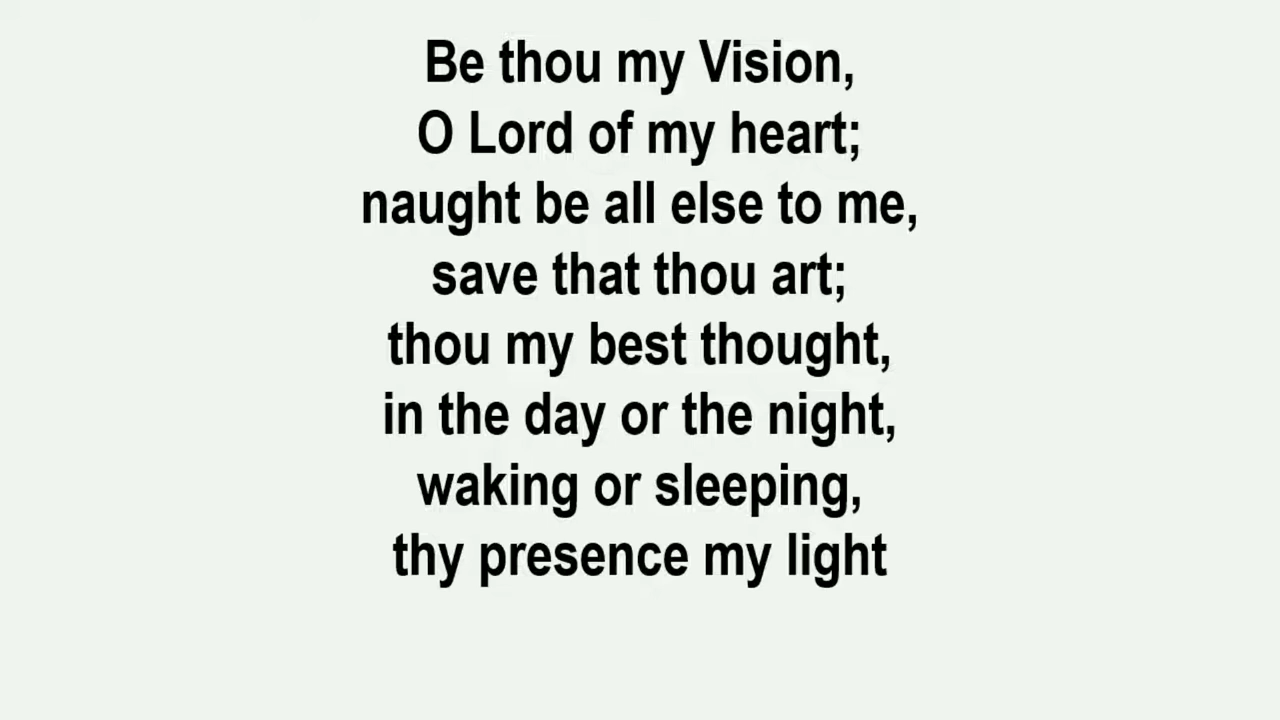 Be thou my Vision,
O Lord of my heart;
naught be all else to me,
save that thou art;
thou my best thought,
in the day or the night,
waking or sleeping,
thy presence my light